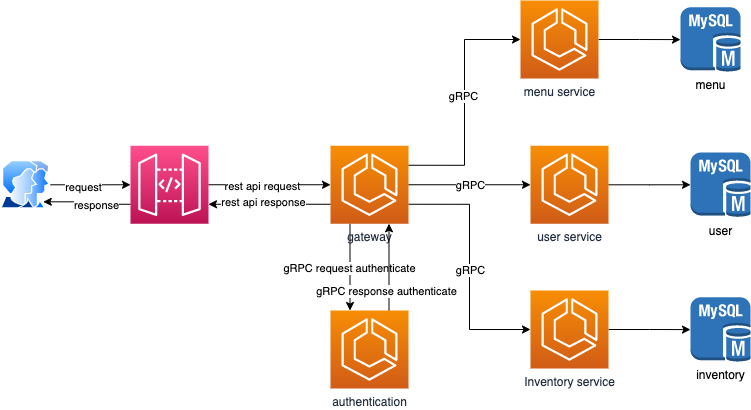 MySQL
M
menu service
menu
gRPC
request
response
</>
rest api request
rest api response
gateway
gRPC
user service
MySQL
M
user
gRPC request authenticate
gRPC response authenticate
gRPC
authentication
Inventory service
MySQL
M
inventory